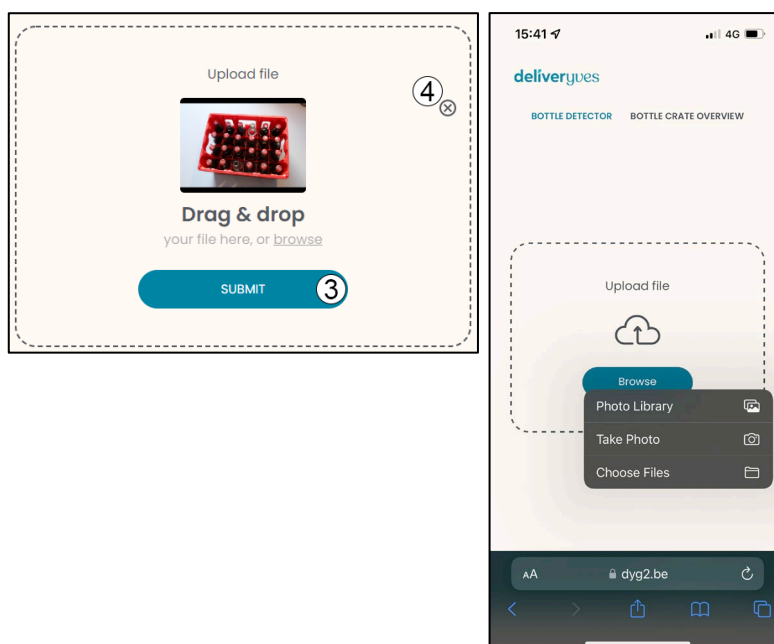 Upload file
4
Drag & drop
your file here, or browse
SUBMIT
3
15:41
4G
deliveryves
BOTTLE DETECTOR BOTTLE CRATE OVERVIEW
Upload file
Browse
Photo Library
Take Photo
Choose Files
AA dyg2.be